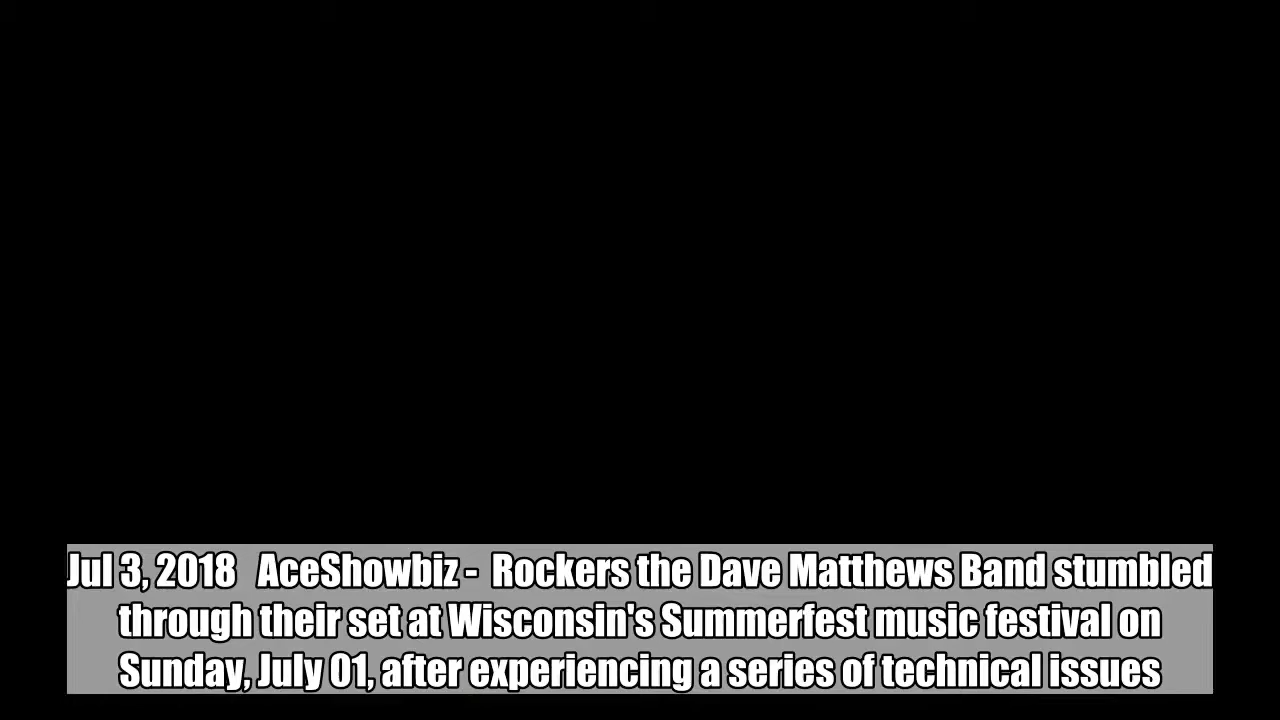 Jul 3, 2018 AceShowbiz - Rockers the Dave Matthews Band stumbled
through their set at Wisconsin's Summerfest music festival on
Sunday, July 01, after experiencing a series of technical issues